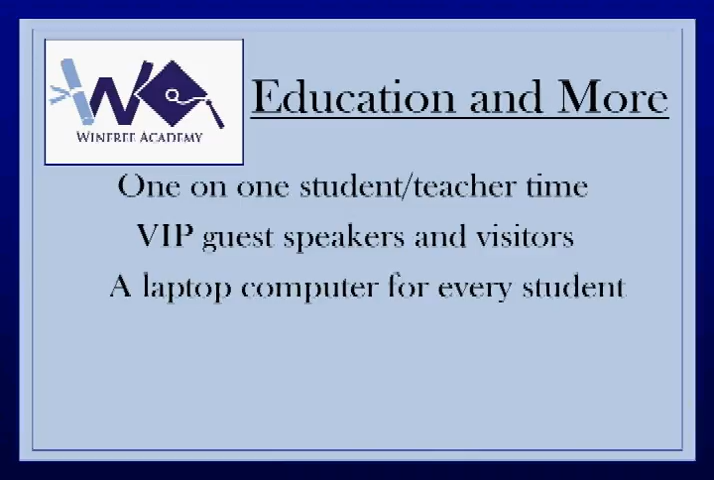 WINFREE ACADEMY
Education and More
One on one student/teacher time
VIP guest speakers and visitors
A laptop computer for every student